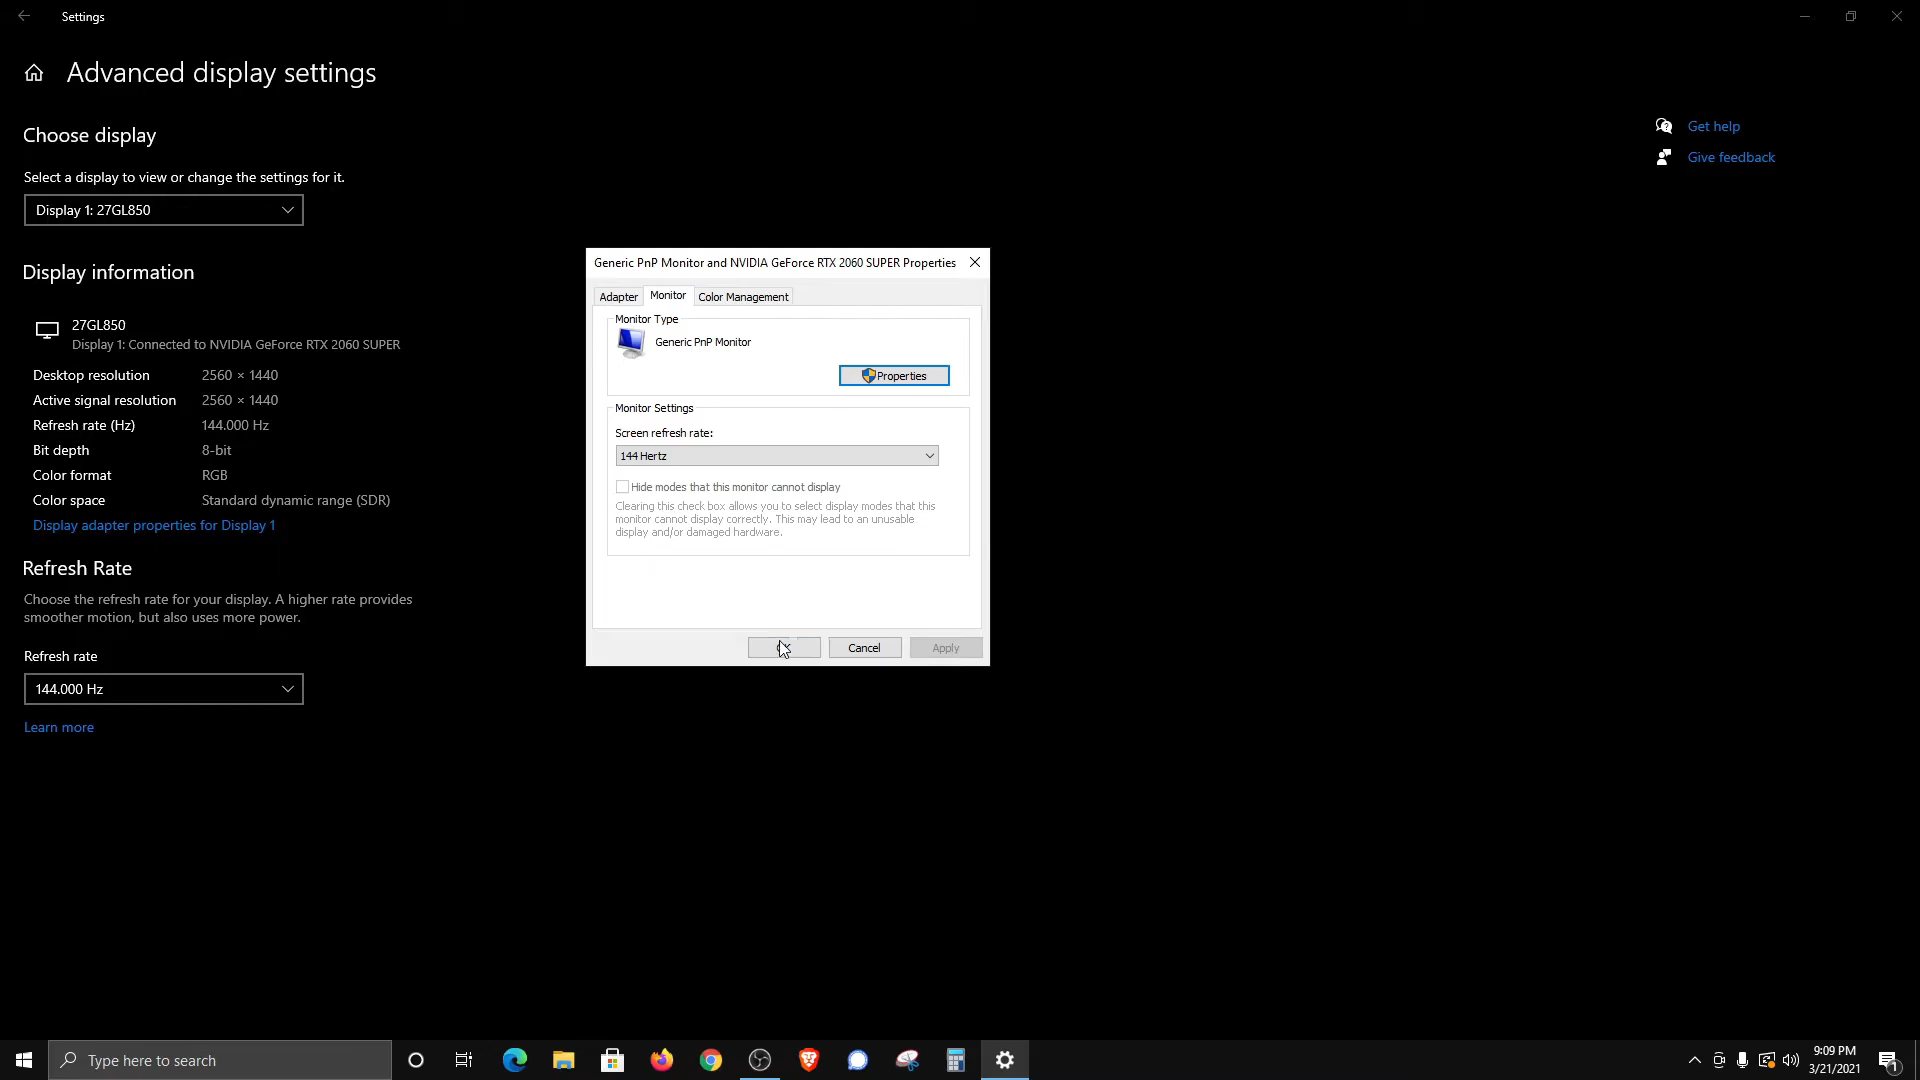 Settings
Advanced display settings
Choose display
Select a display to view or change the settings for it.
Display 1: 27GL850
Display information
27GL850
Display 1: Connected to NVIDIA GeForce RTX 2060 SUPER
Desktop resolution 2560 × 1440
Active signal resolution 2560 × 1440
Refresh rate (Hz) 144.000 Hz
Bit depth 8-bit
Color format RGB
Color space Standard dynamic range (SDR)
Display adapter properties for Display 1
Refresh Rate
Choose the refresh rate for your display. A higher rate provides
smoother motion, but also uses more power.
Refresh rate
144.000 Hz
Learn more
Get help
Give feedback
Generic PnP Monitor and NVIDIA GeForce RTX 2060 SUPER Properties
Adapter Monitor Color Management
Monitor Type
Generic PnP Monitor
Properties
Monitor Settings
Screen refresh rate:
144 Hertz
Hide modes that this monitor cannot display
Clearing this check box allows you to select display modes that this
monitor cannot display correctly. This may lead to an unusable
display and/or damaged hardware.
Cancel Apply
Type here to search
9:09 PM
3/21/2021
1